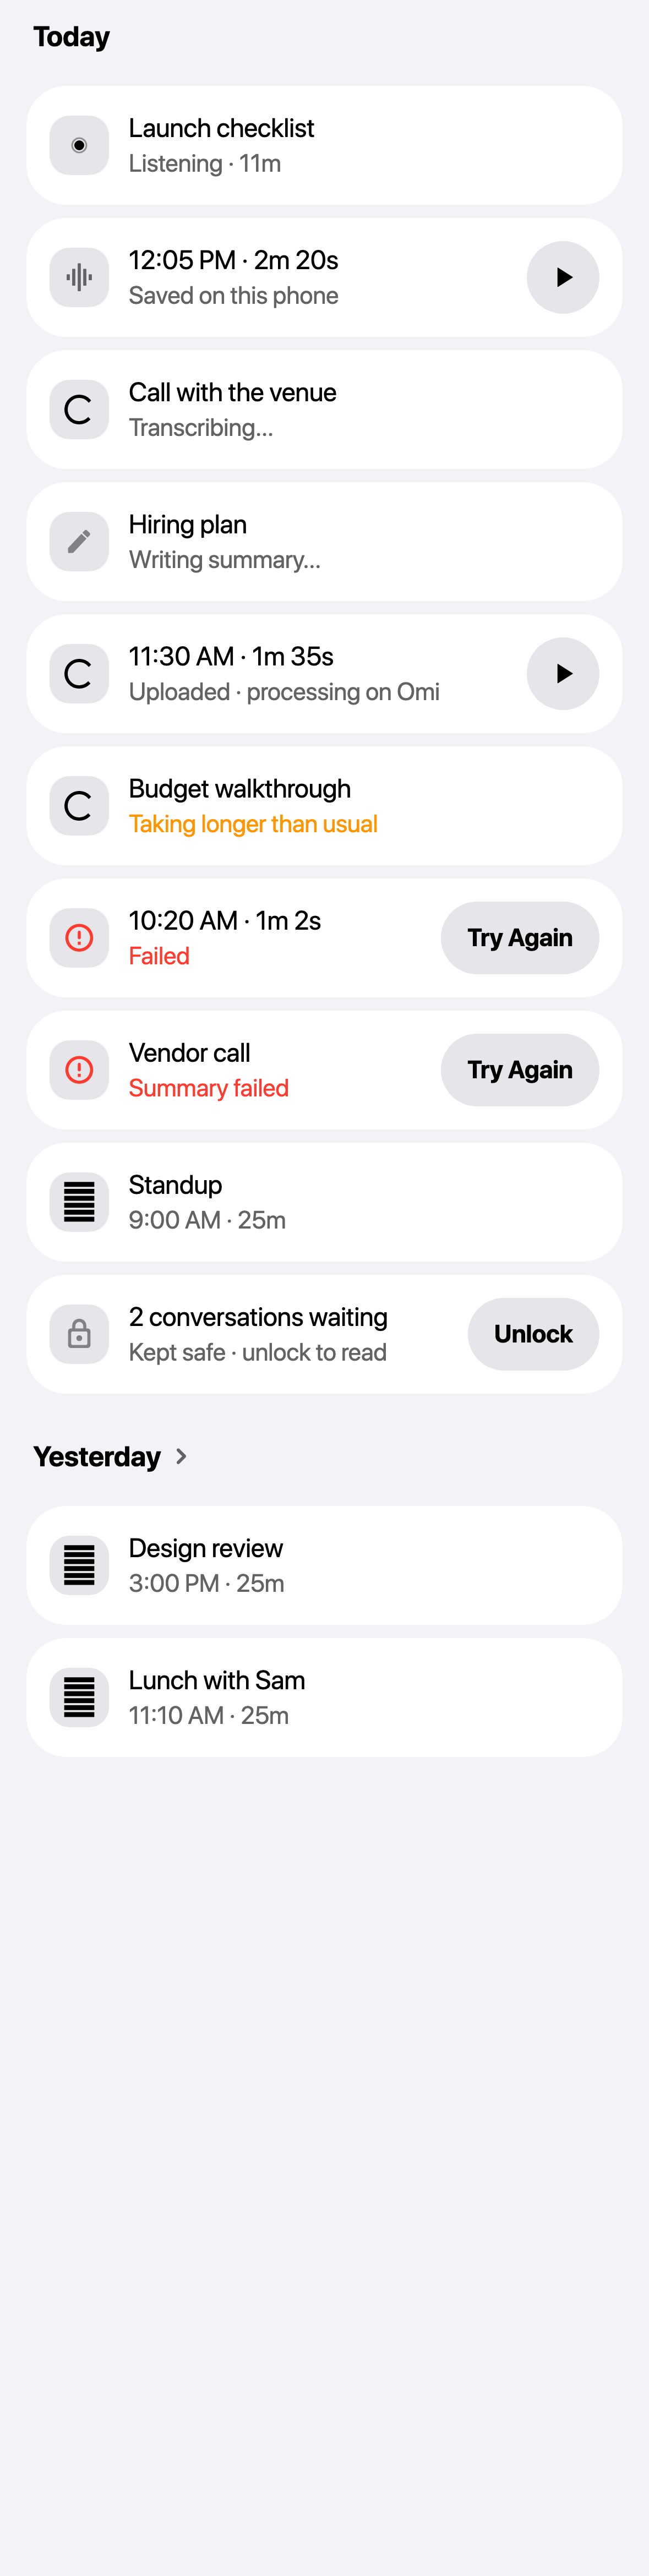 Today
Launch checklist
Listening · 11m
12:05 PM · 2m 20s
Saved on this phone
Call with the venue
Transcribing...
Hiring plan
Writing summary...
11:30 AM · 1m 35s
Uploaded · processing on Omi
Budget walkthrough
Taking longer than usual
10:20 AM · 1m 2s
Failed
Try Again
Vendor call
Summary failed
Try Again
Standup
9:00 AM · 25m
2 conversations waiting
Kept safe · unlock to read
Unlock
Yesterday
Design review
3:00 PM · 25m
Lunch with Sam
11:10 AM · 25m